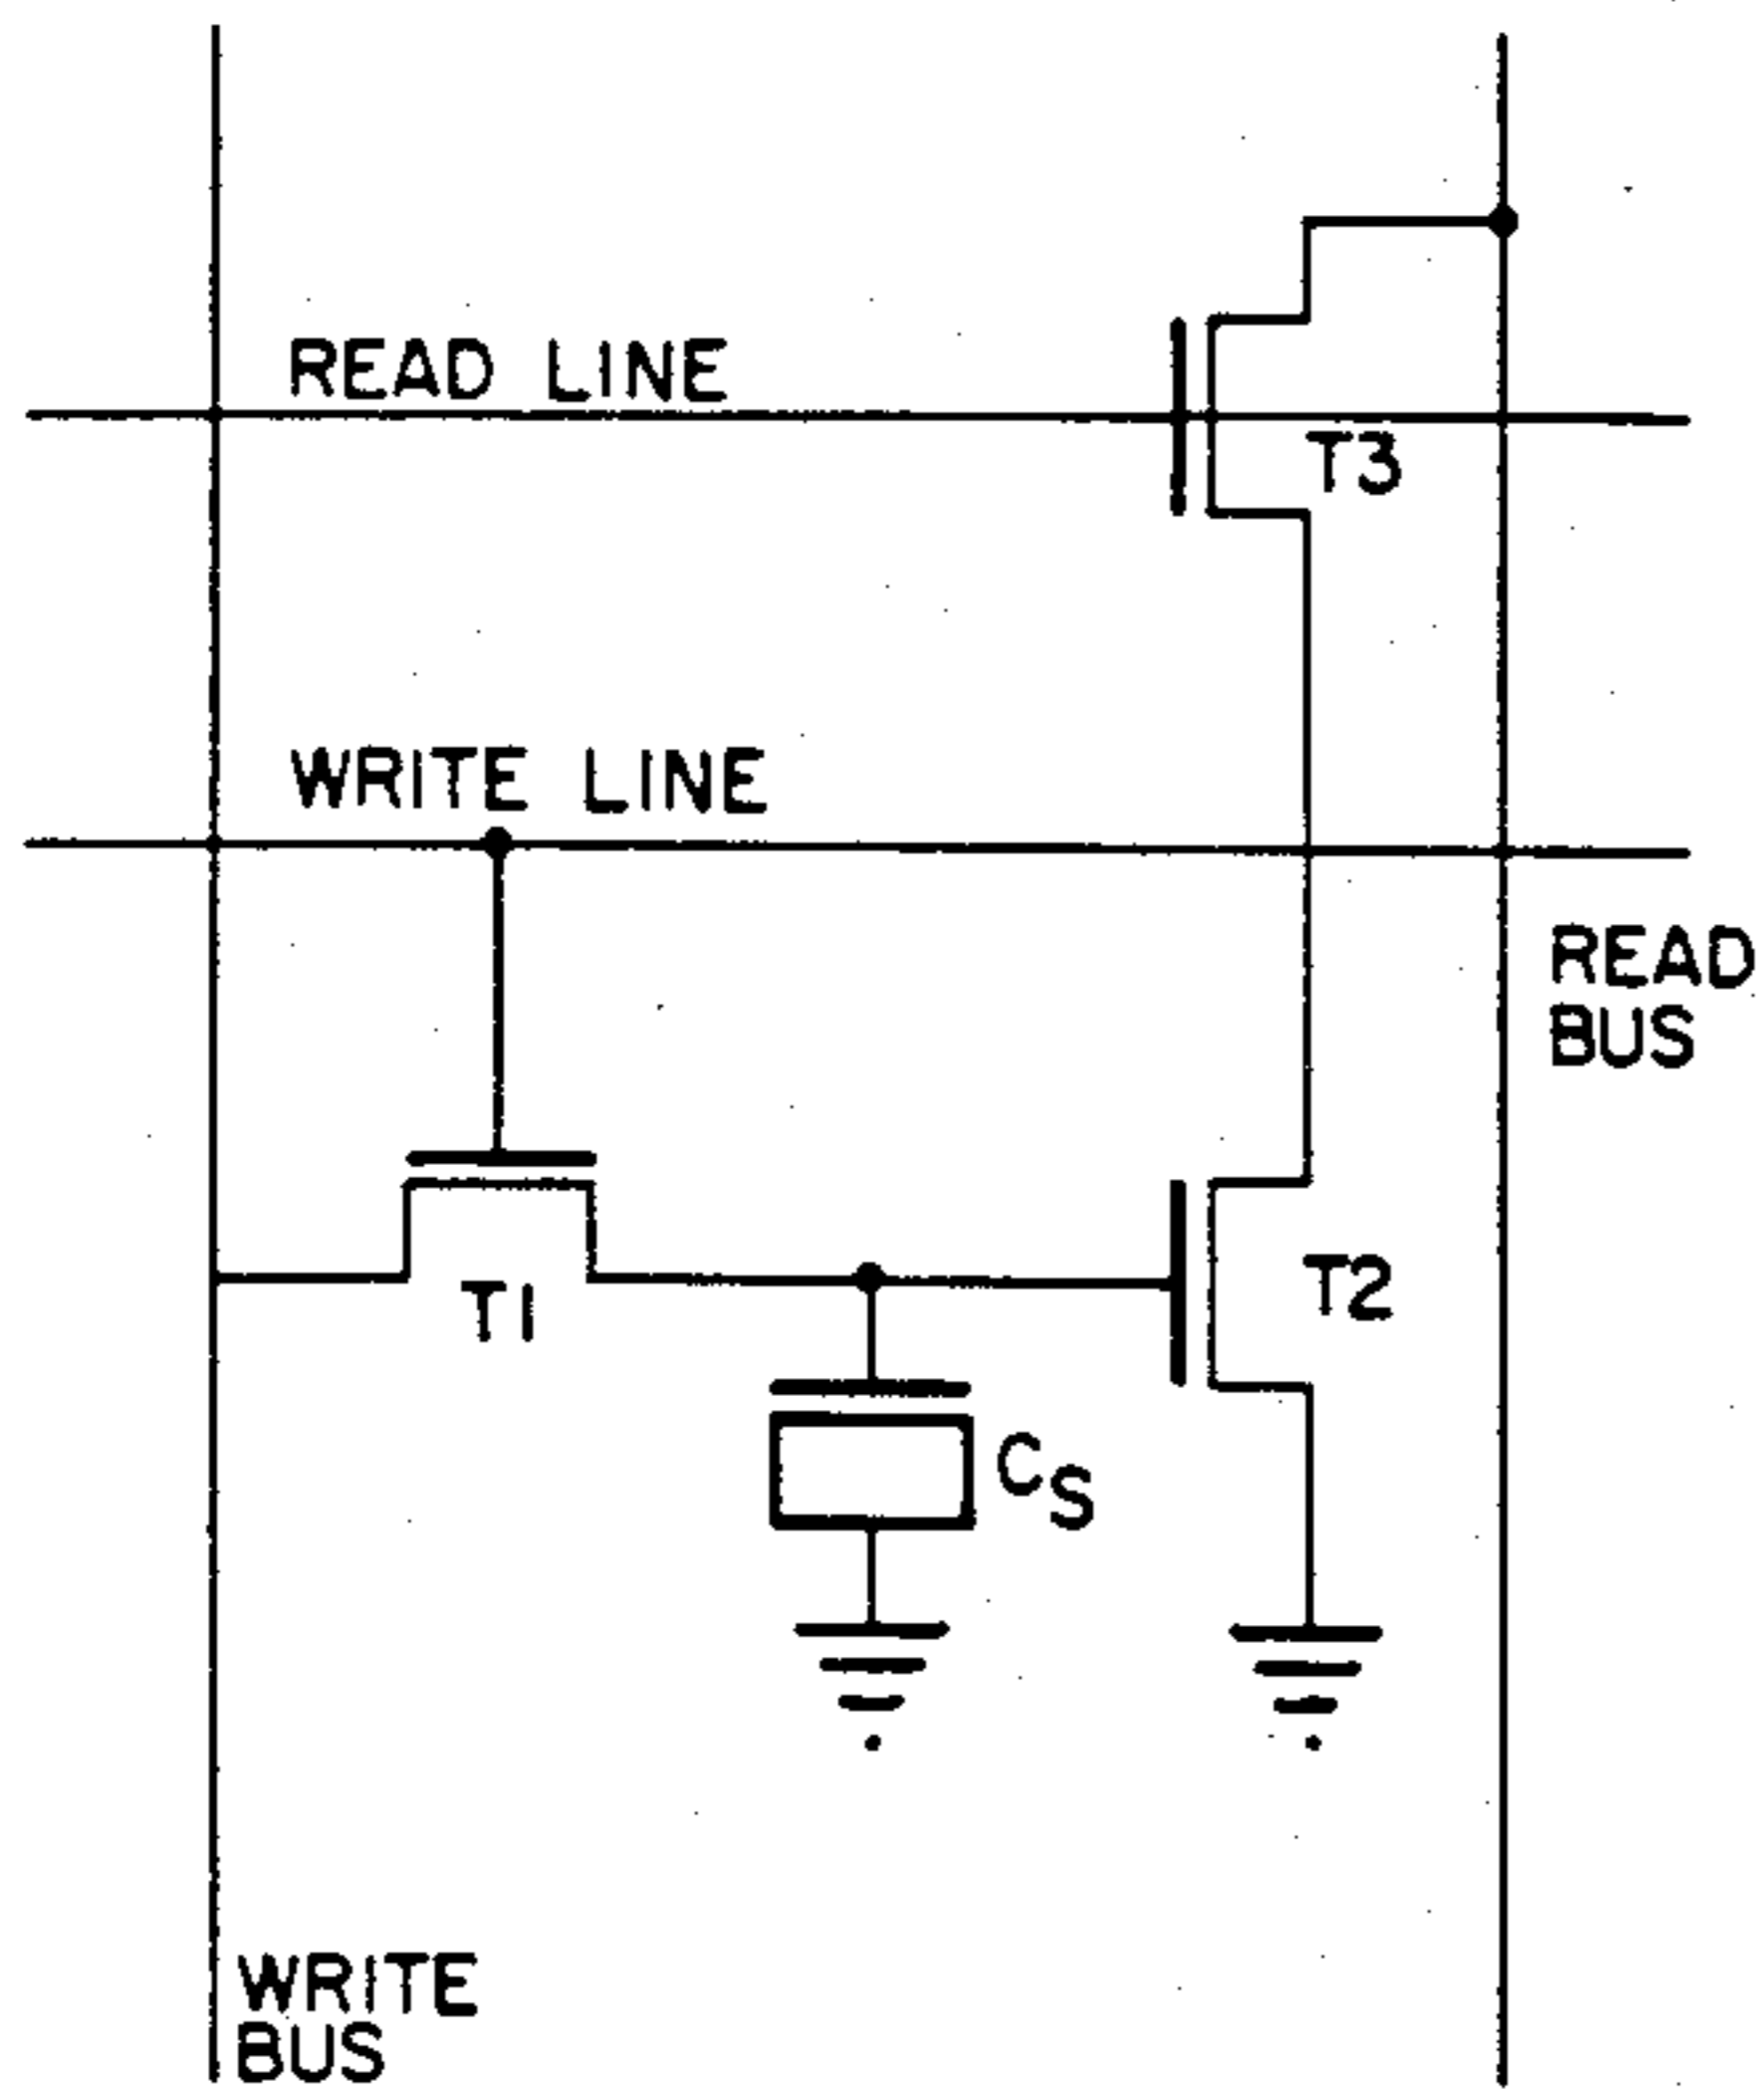 READ LINE
T3
WRITE LINE
READ
BUS
T1
T2
CS
WRITE
BUS